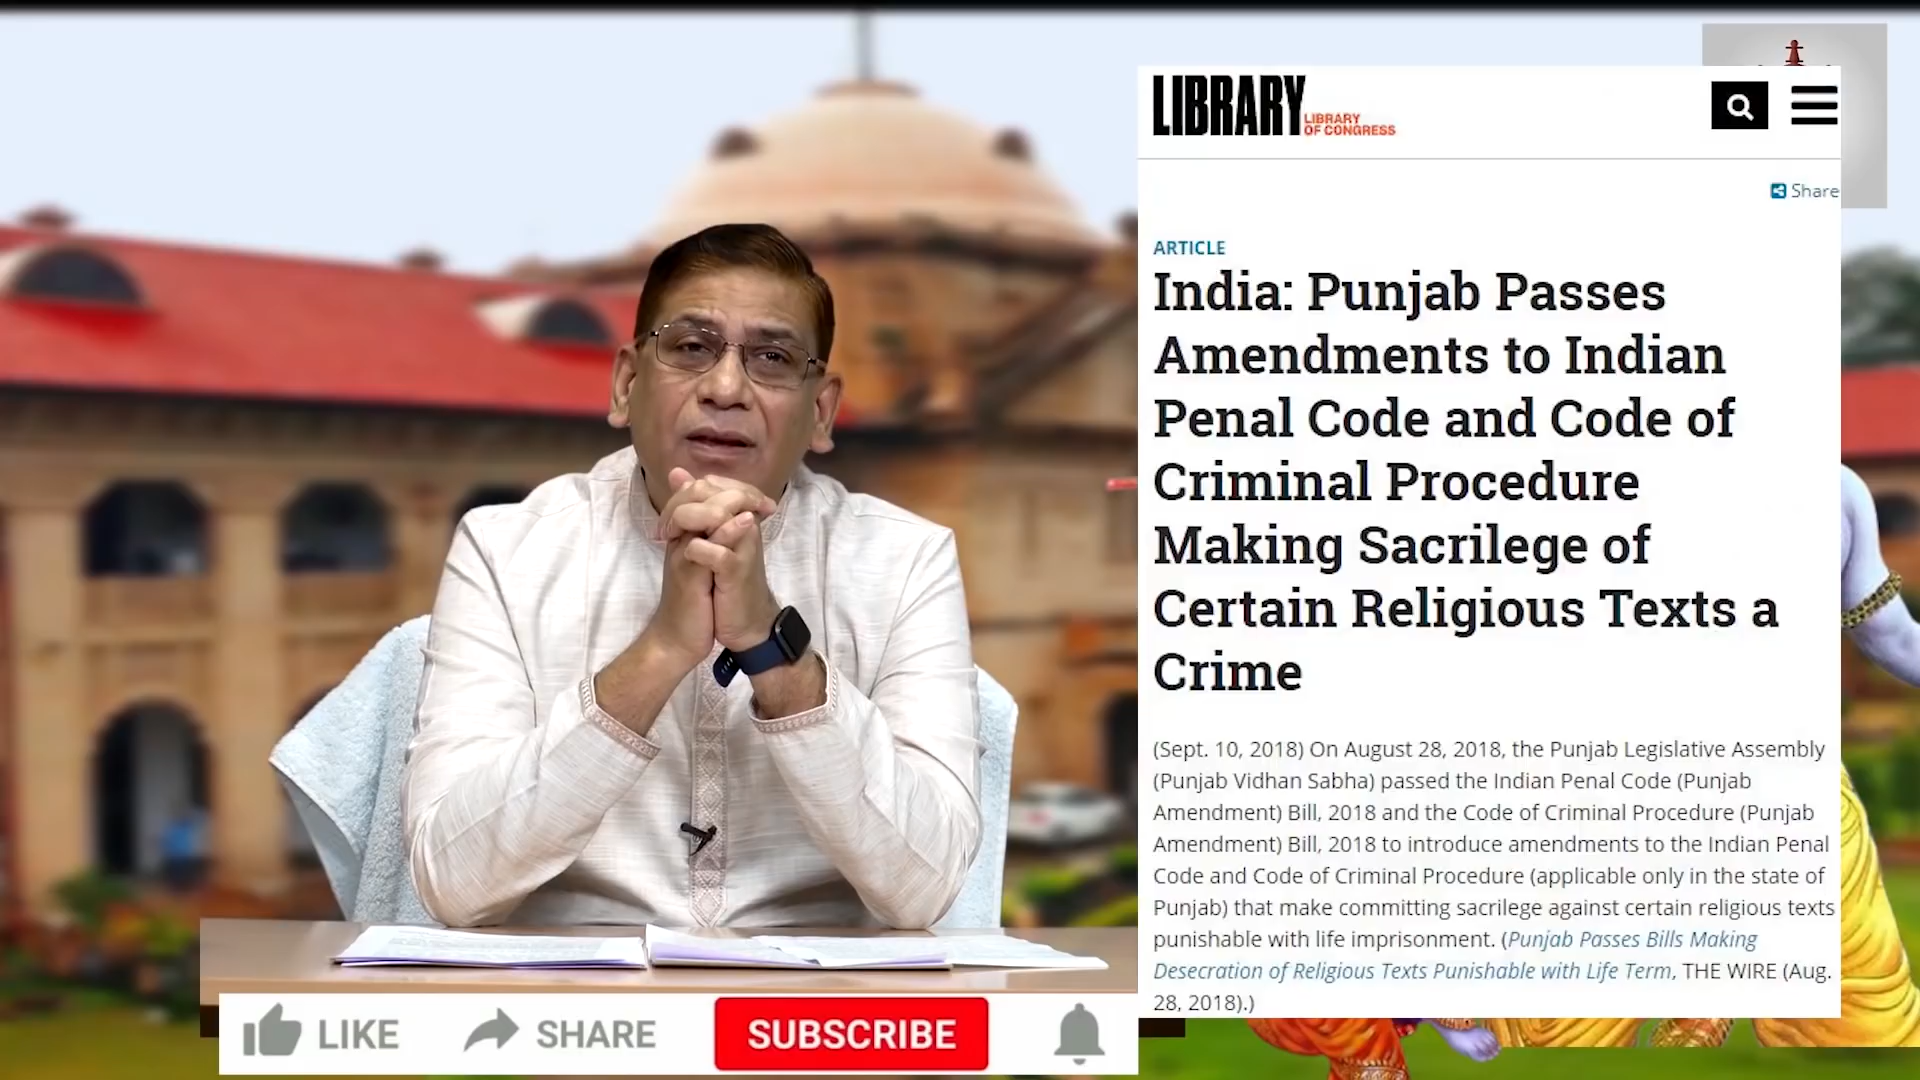 LIBRARY
LIBRARY
OF CONGRESS
Share
ARTICLE
India: Punjab Passes
Amendments to Indian
Penal Code and Code of
Criminal Procedure
Making Sacrilege of
Certain Religious Texts a
Crime
(Sept. 10, 2018) On August 28, 2018, the Punjab Legislative Assembly
(Punjab Vidhan Sabha) passed the Indian Penal Code (Punjab
Amendment) Bill, 2018 and the Code of Criminal Procedure (Punjab
Amendment) Bill, 2018 to introduce amendments to the Indian Penal
Code and Code of Criminal Procedure (applicable only in the state of
Punjab) that make committing sacrilege against certain religious texts
punishable with life imprisonment. (Punjab Passes Bills Making
Desecration of Religious Texts Punishable with Life Term, THE WIRE (Aug.
28, 2018).)
LIKE
SHARE
SUBSCRIBE